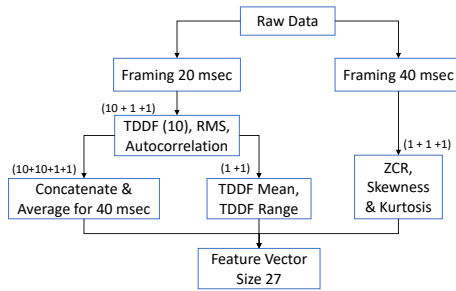 Raw Data
Framing 20 msec
Framing 40 msec
(10 + 1 +1)
TDDF (10), RMS,
Autocorrelation
(1 + 1 +1)
(10+10+1+1)
(1 +1)
Concatenate &
Average for 40 msec
TDDF Mean,
TDDF Range
ZCR,
Skewness
& Kurtosis
Feature Vector
Size 27